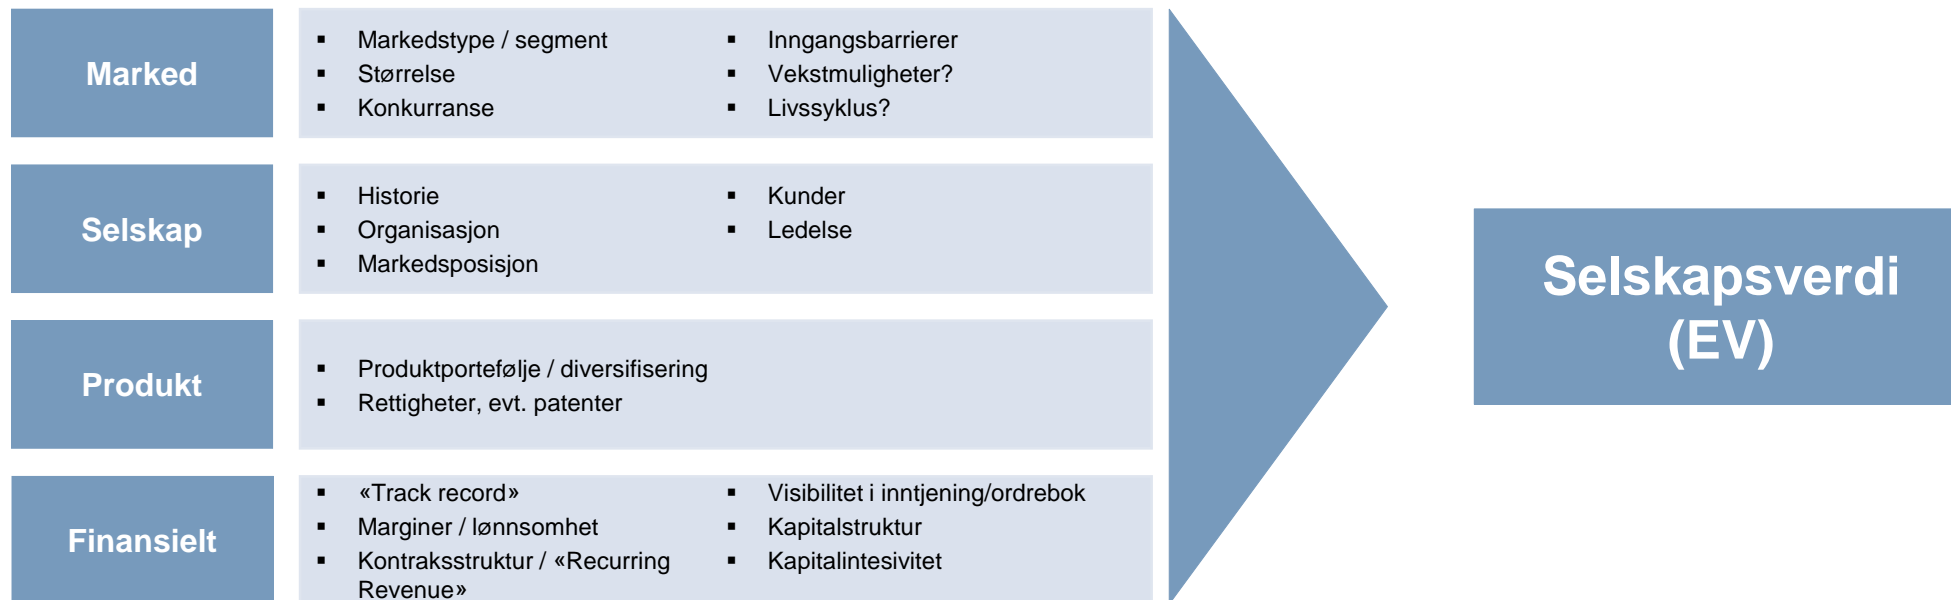 Marked
Markedstype / segment
Størrelse
Konkurranse
Inngangsbarrierer
Vekstmuligheter?
Livssyklus?
Selskap
Historie
Organisasjon
Markedsposisjon
Kunder
Ledelse
Produkt
Produktportefølje / diversifisering
Rettigheter, evt. patenter
Finansielt
«Track record»
Marginer / lønnsomhet
Kontraksstruktur / «Recurring
Revenue»
Visibilitet i inntjening/ordrebok
Kapitalstruktur
Kapitalintesivitet
Selskapsverdi
(EV)